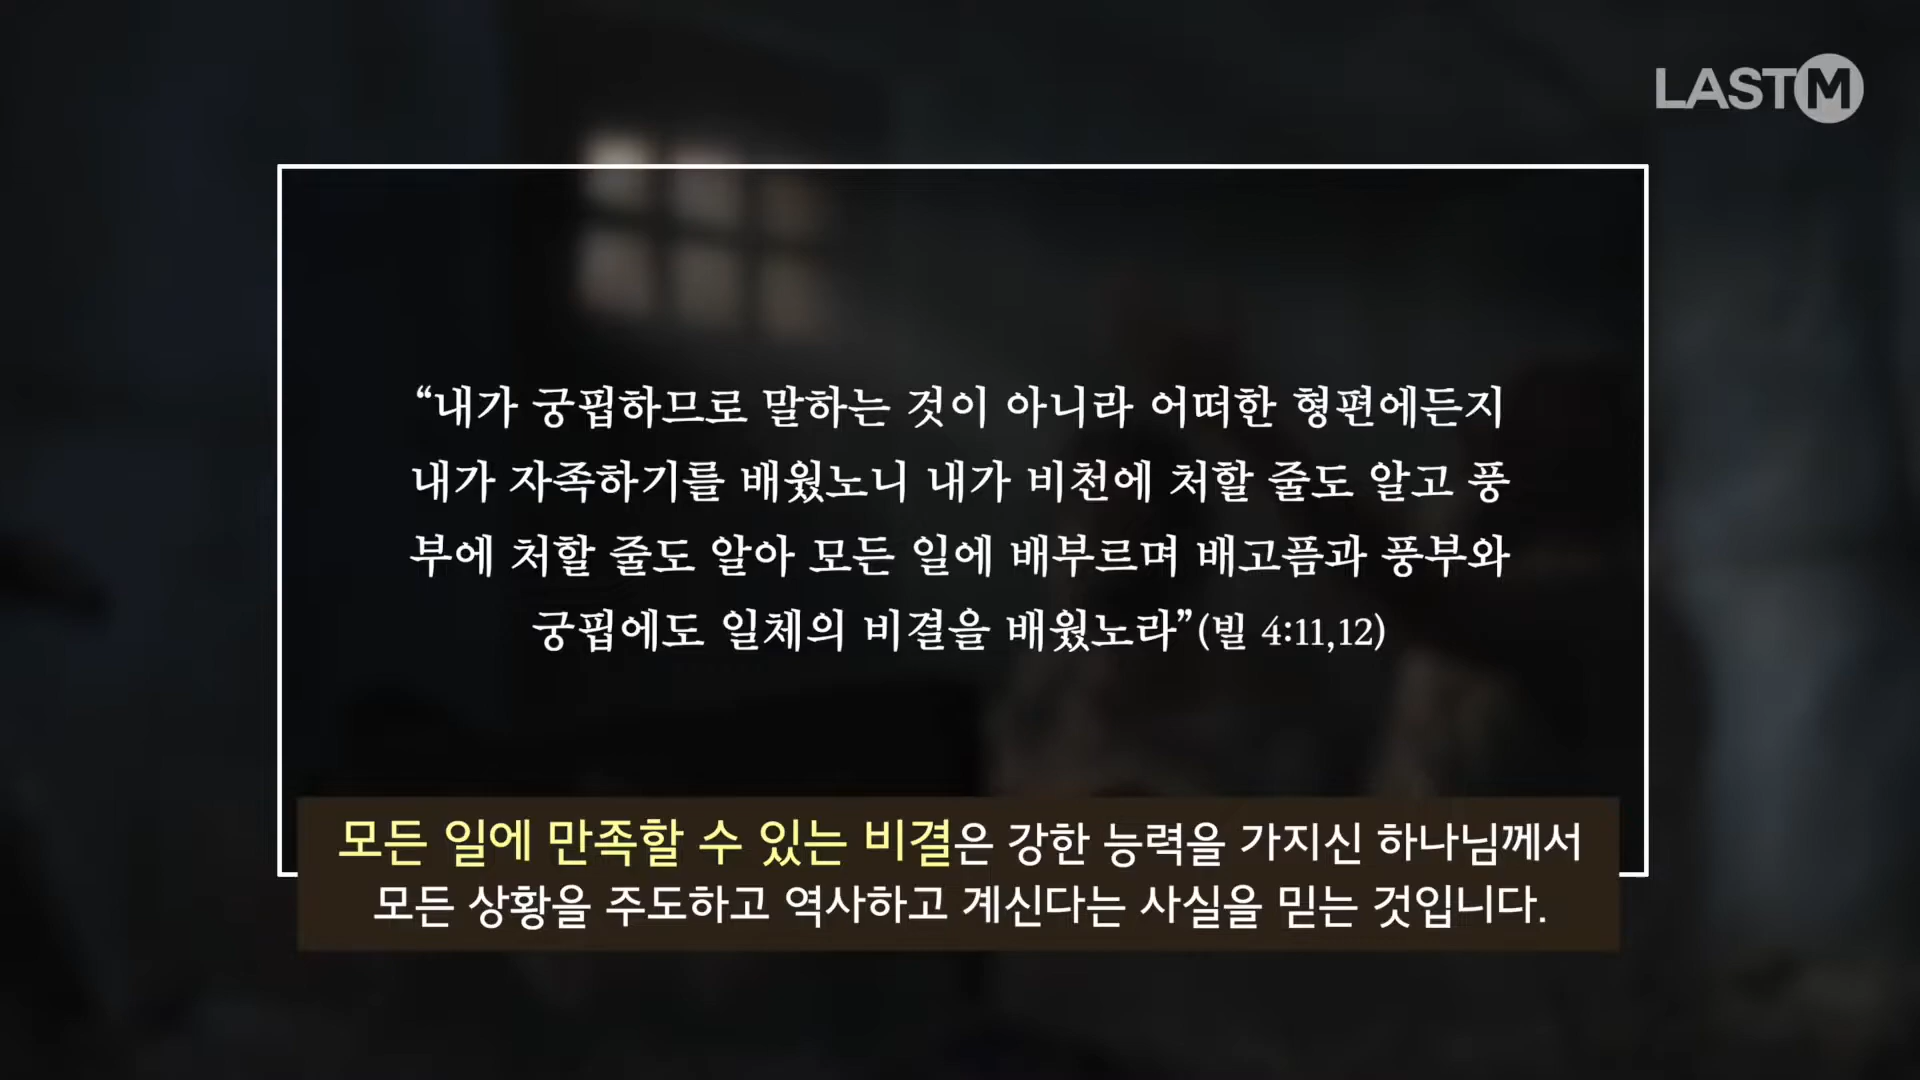 LAST M
“내가 궁핍하므로 말하는 것이 아니라 어떠한 형편에든지
내가 자족하기를 배웠노니 내가 비천에 처할 줄도 알고 풍
부에 처할 줄도 알아 모든 일에 배부르며 배고픔과 풍부와
궁핍에도 일체의 비결을 배웠노라”(빌 4:11,12)
모든 일에 만족할 수 있는 비결은 강한 능력을 가지신 하나님께서
모든 상황을 주도하고 역사하고 계신다는 사실을 믿는 것입니다.